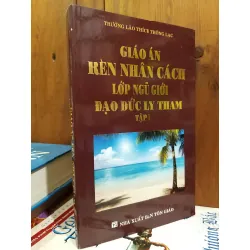 TRƯỞNG LÃO THÍCH THÔNG LẠC
GIÁO ÁN
RÈN NHÂN CÁCH
LỚP NGŨ GIỚI
ĐẠO ĐỨC LY THAM
TẬP 1
NHÀ XUẤT BẢN TÔN GIÁO